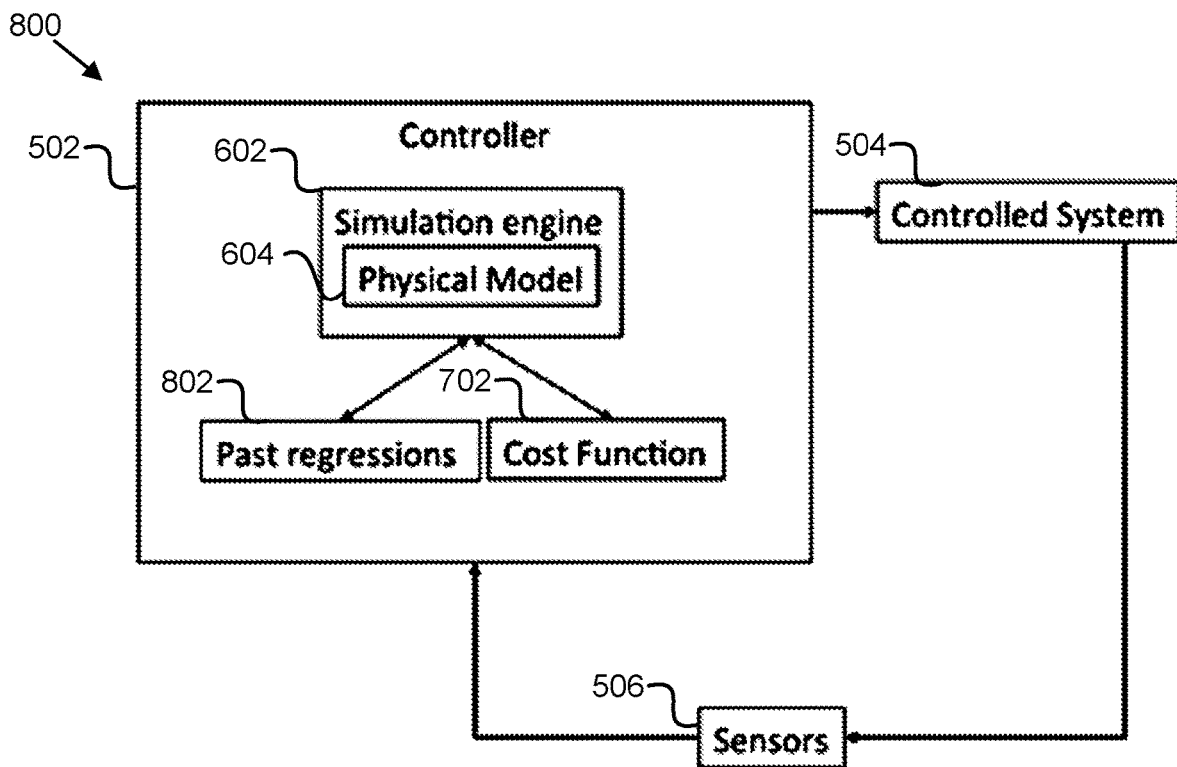 800
502
Controller
602
504
Simulation engine
Controlled System
604
Physical Model
802
702
Past regressions
Cost Function
506
Sensors